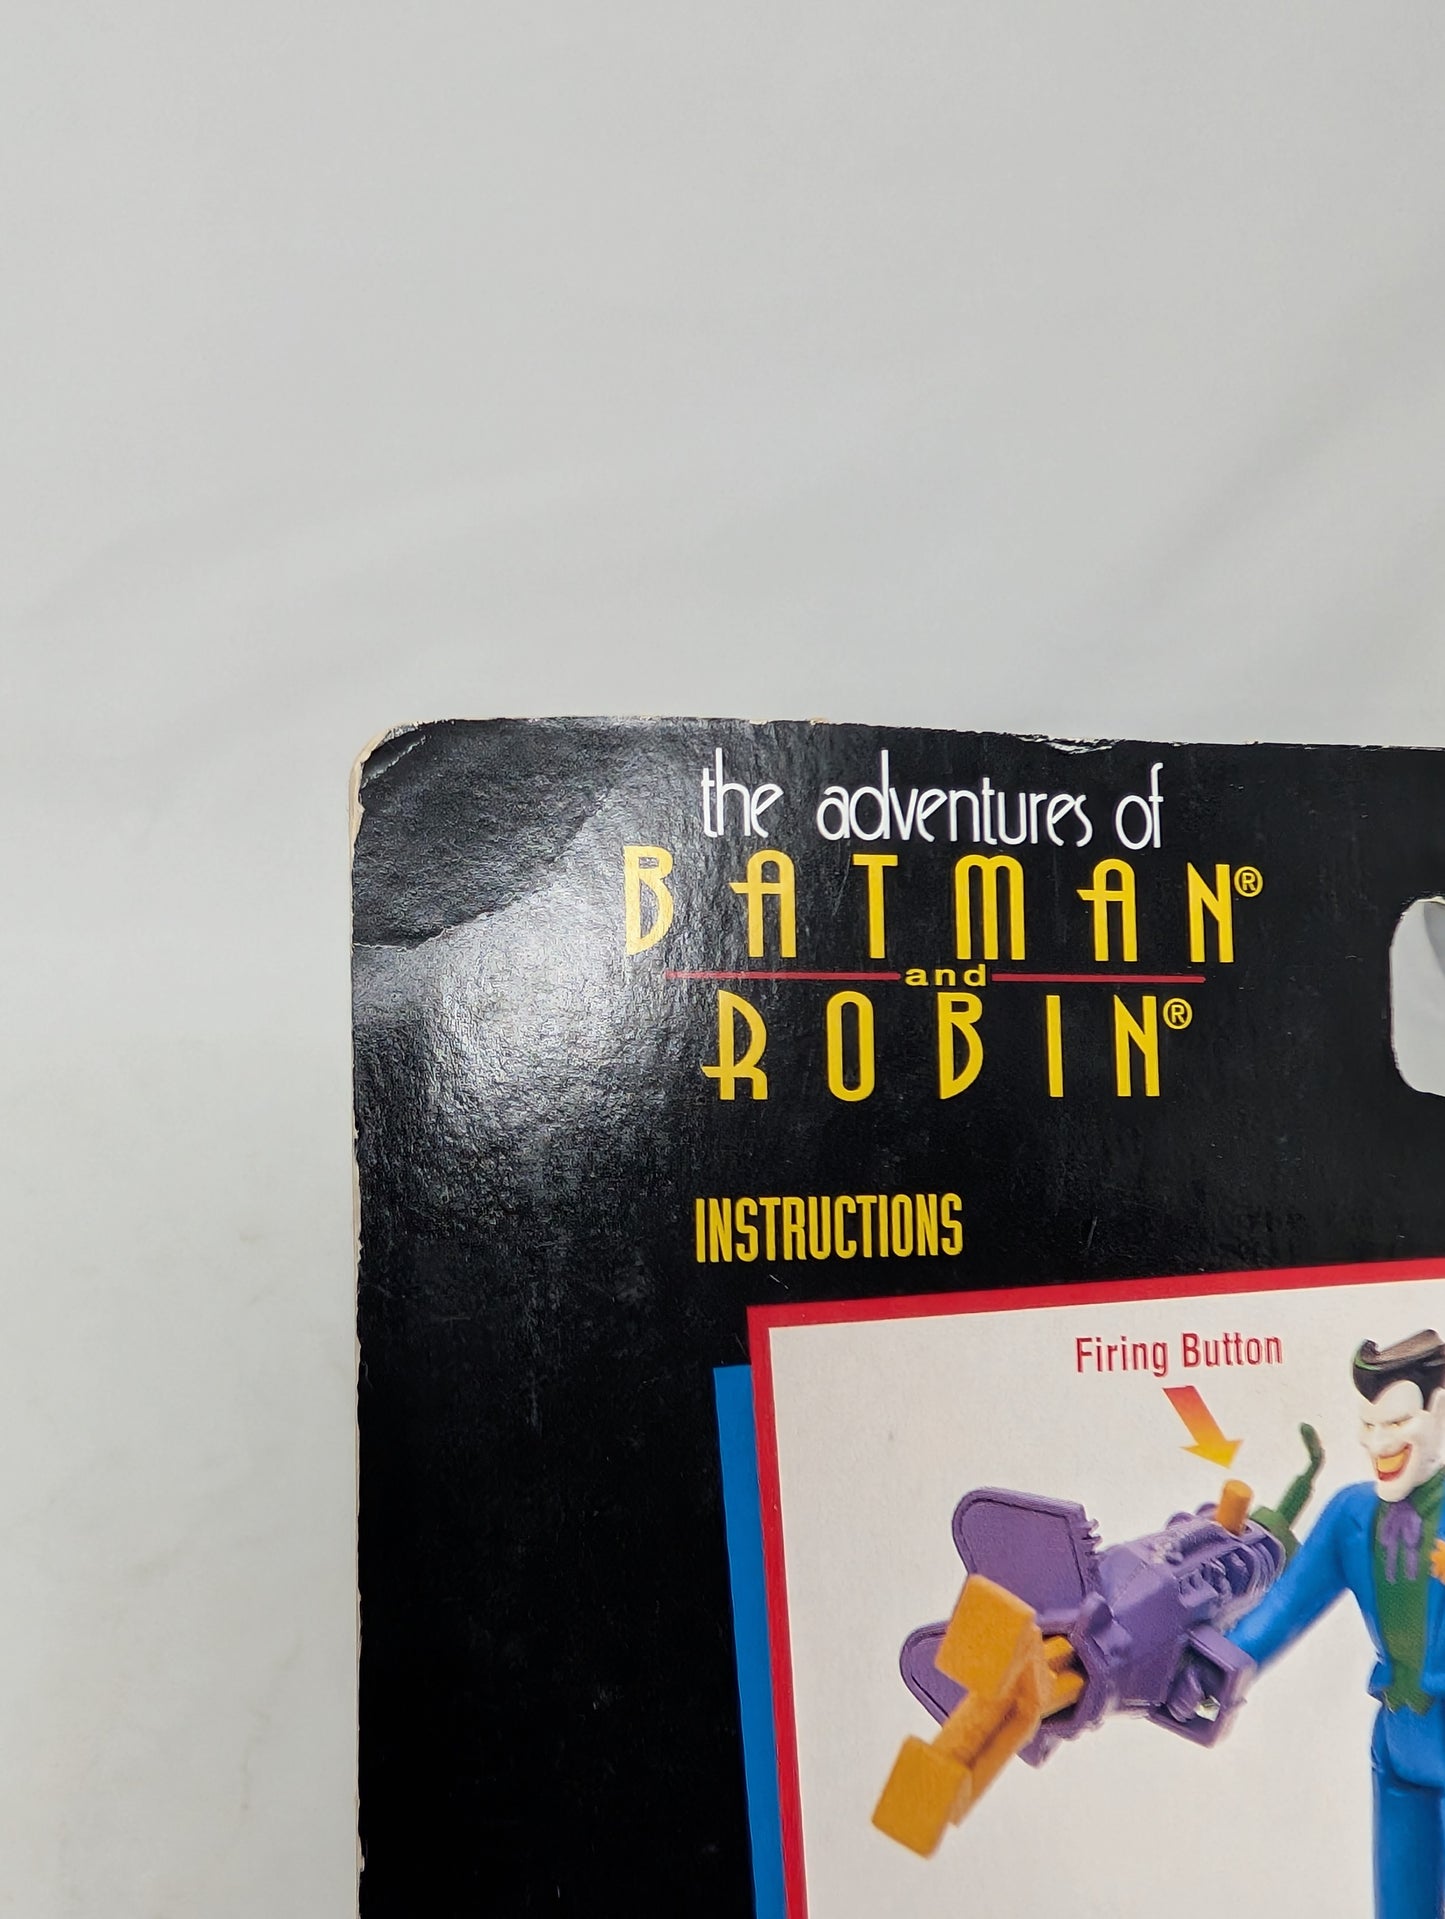 the adventures of
BATMAN®
and
ROBIN®
INSTRUCTIONS
Firing Button